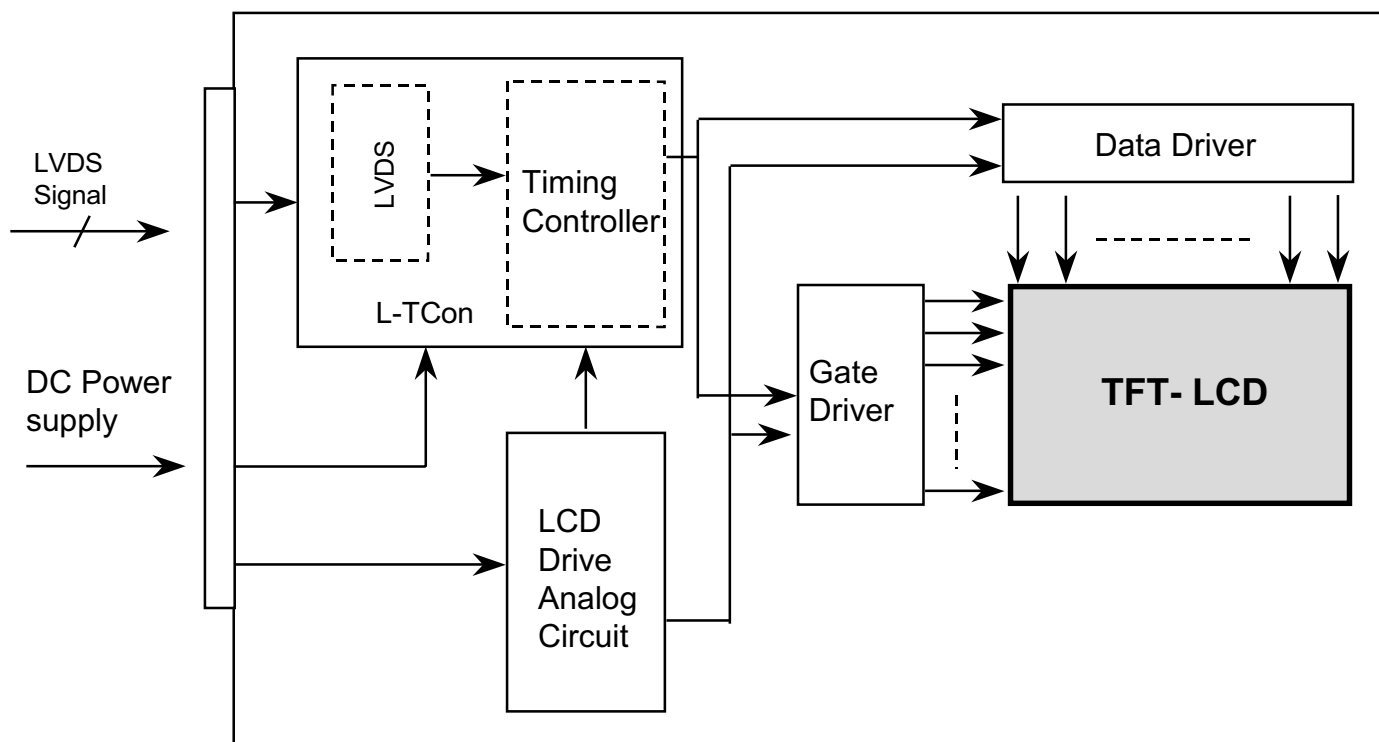 LVDS
Signal
DC Power
supply
LVDS
Timing
Controller
L-TCon
LCD
Drive
Analog
Circuit
Gate
Driver
Data Driver
TFT- LCD